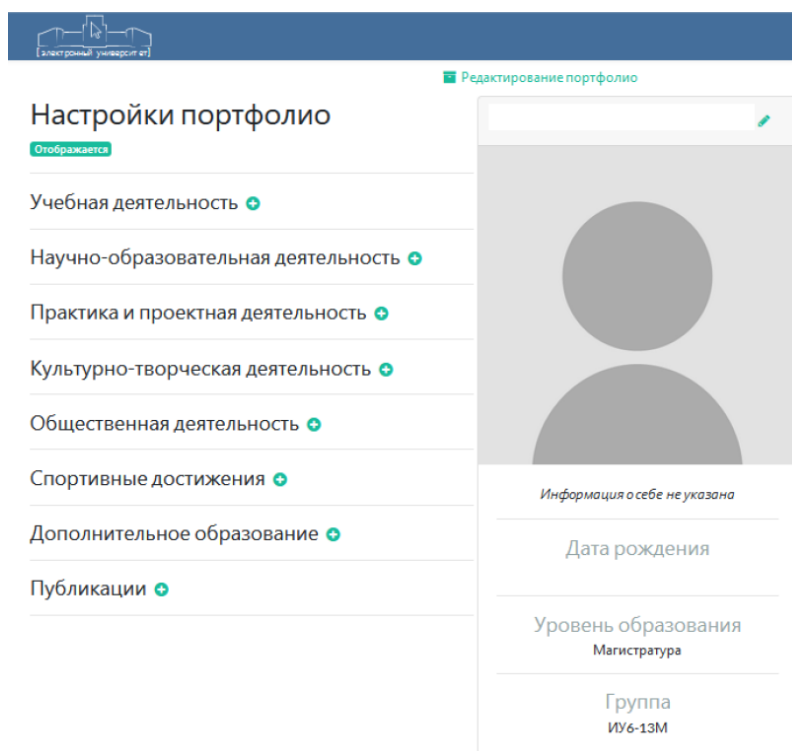 [электронный университет]
Редактирование портфолио
Настройки портфолио
Отображается
Учебная деятельность
Научно-образовательная деятельность
Практика и проектная деятельность
Культурно-творческая деятельность
Общественная деятельность
Спортивные достижения
Дополнительное образование
Публикации
Информация о себе не указана
Дата рождения
Уровень образования
Магистратура
Группа
ИУ6-13М